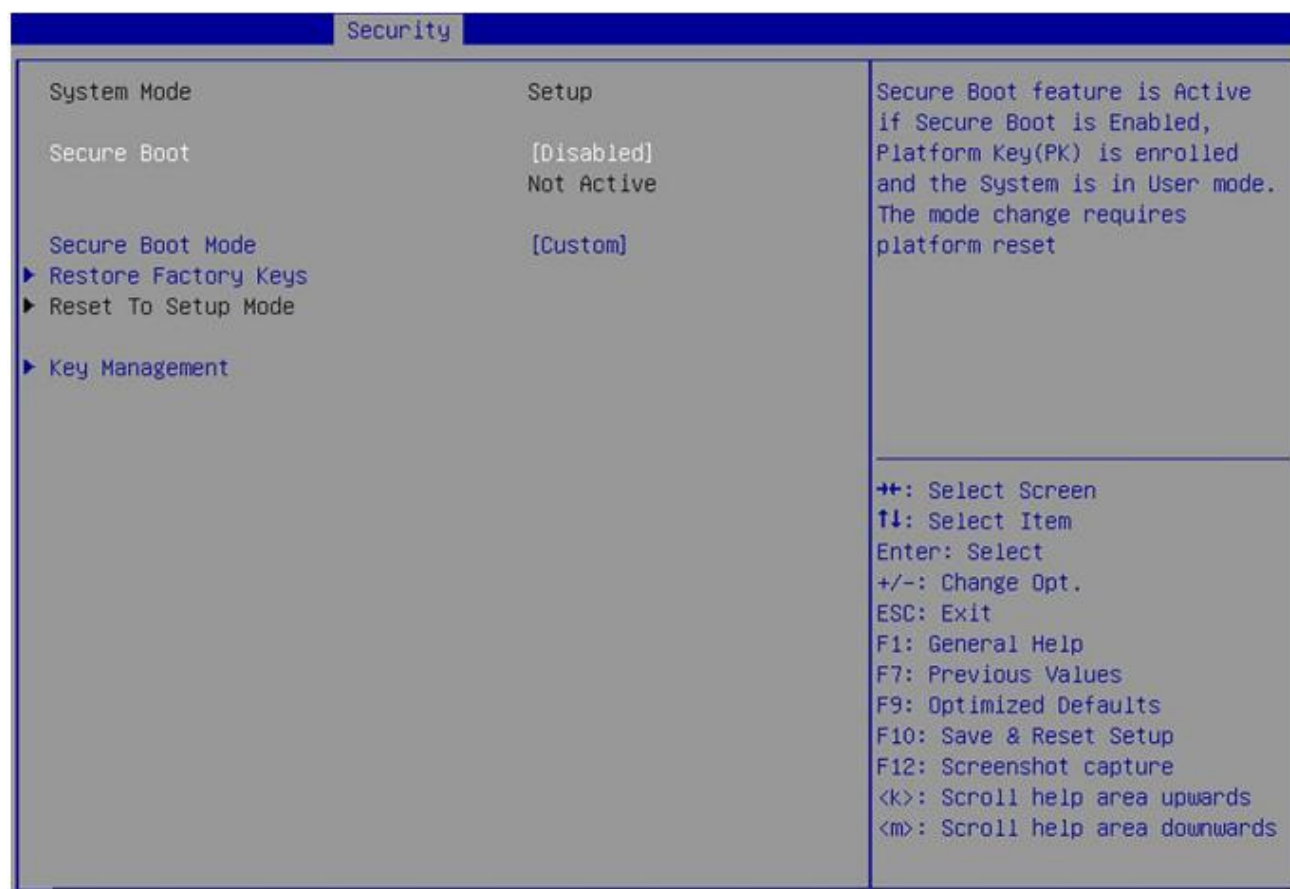 Security
System Mode Setup
Secure Boot [Disabled]
Not Active
Secure Boot Mode [Custom]
▶ Restore Factory Keys
▶ Reset To Setup Mode
▶ Key Management
Secure Boot feature is Active
if Secure Boot is Enabled,
Platform Key(PK) is enrolled
and the System is in User mode.
The mode change requires
platform reset
→←: Select Screen
↑↓: Select Item
Enter: Select
+/-: Change Opt.
ESC: Exit
F1: General Help
F7: Previous Values
F9: Optimized Defaults
F10: Save & Reset Setup
F12: Screenshot capture
<k>: Scroll help area upwards
<m>: Scroll help area downwards